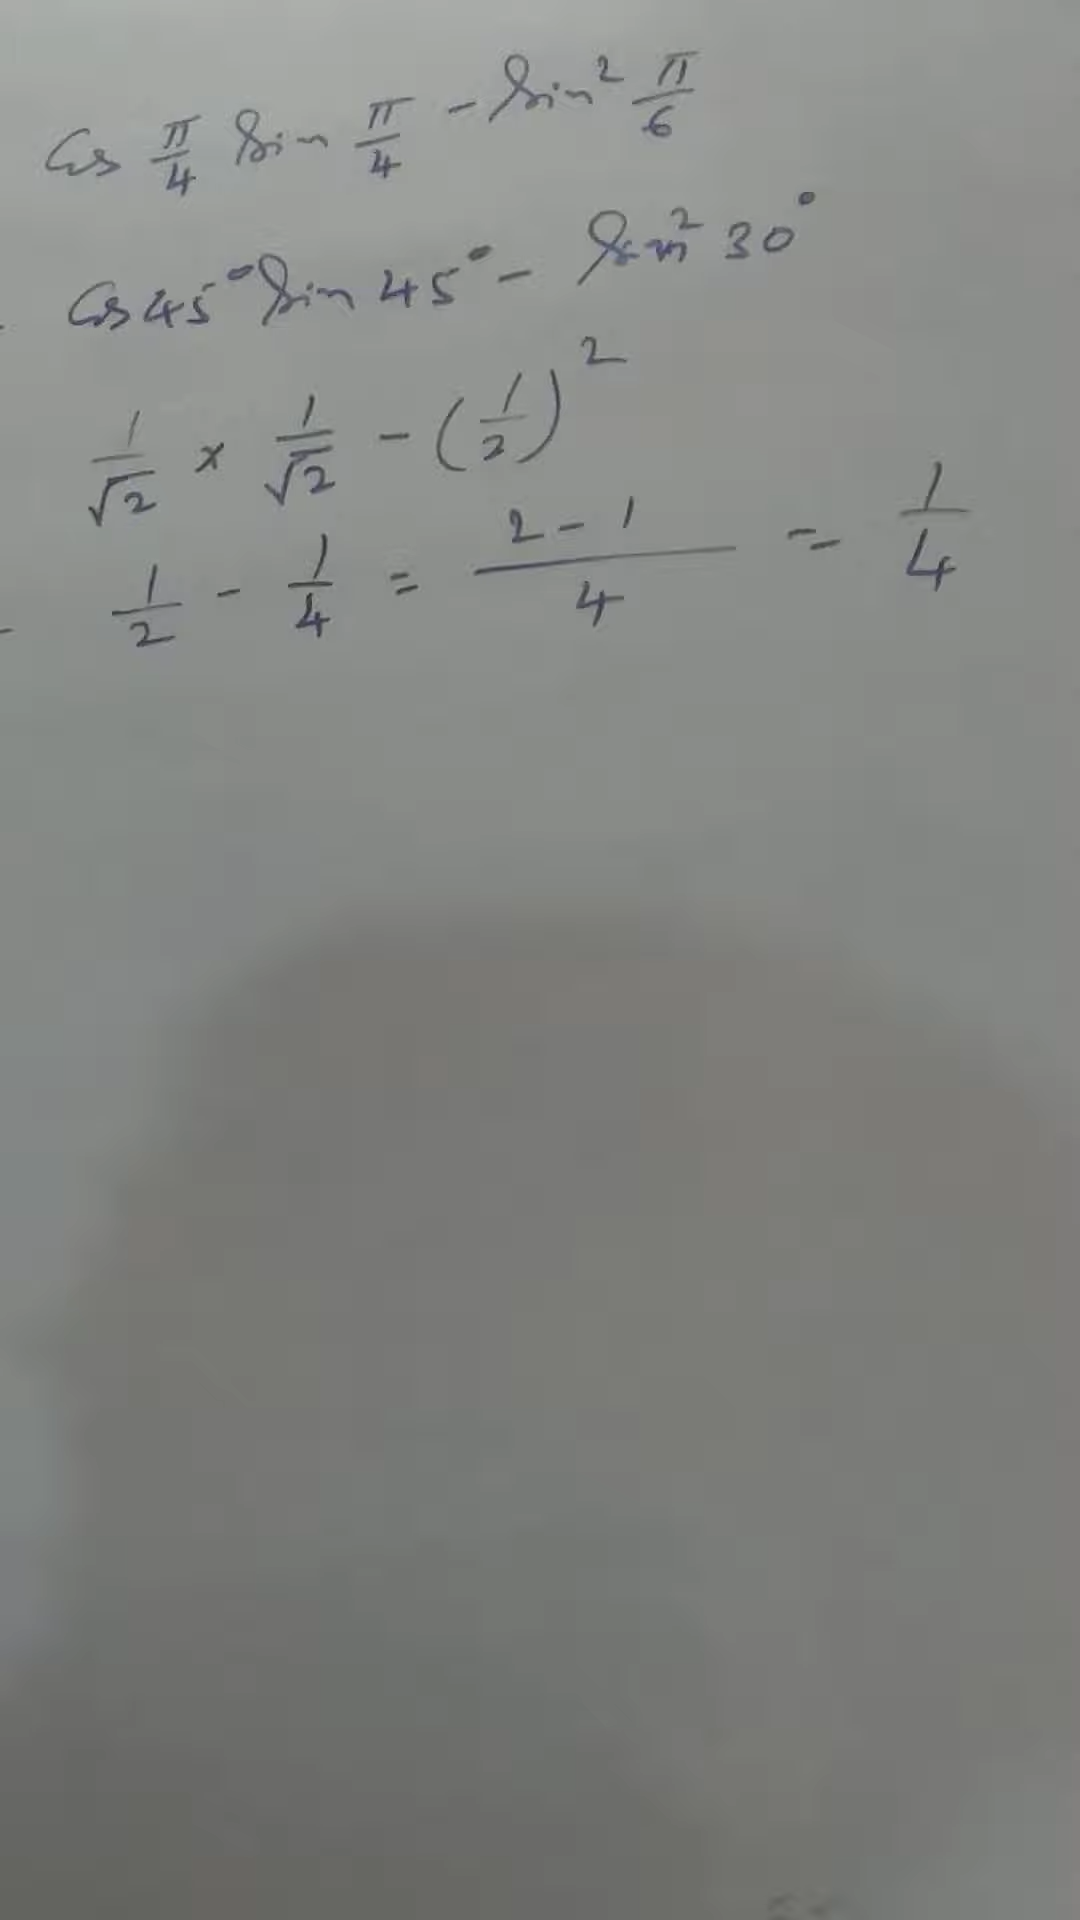 Cos π/4 Sin π/4 - Sin² π/6
Cos 45° Sin 45° - Sin² 30°
1/√2 × 1/√2 - (1/2)²
1/2 - 1/4 = (2 - 1)/4 = 1/4